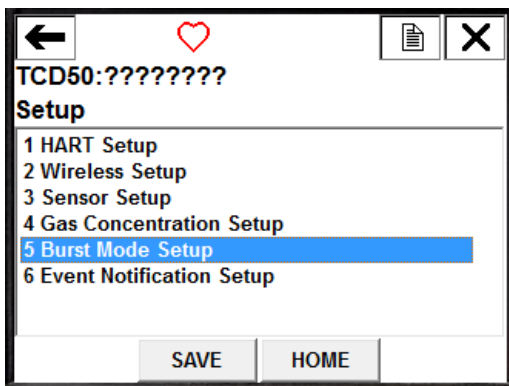 TCD50:????????
Setup
1 HART Setup
2 Wireless Setup
3 Sensor Setup
4 Gas Concentration Setup
5 Burst Mode Setup
6 Event Notification Setup
SAVE HOME